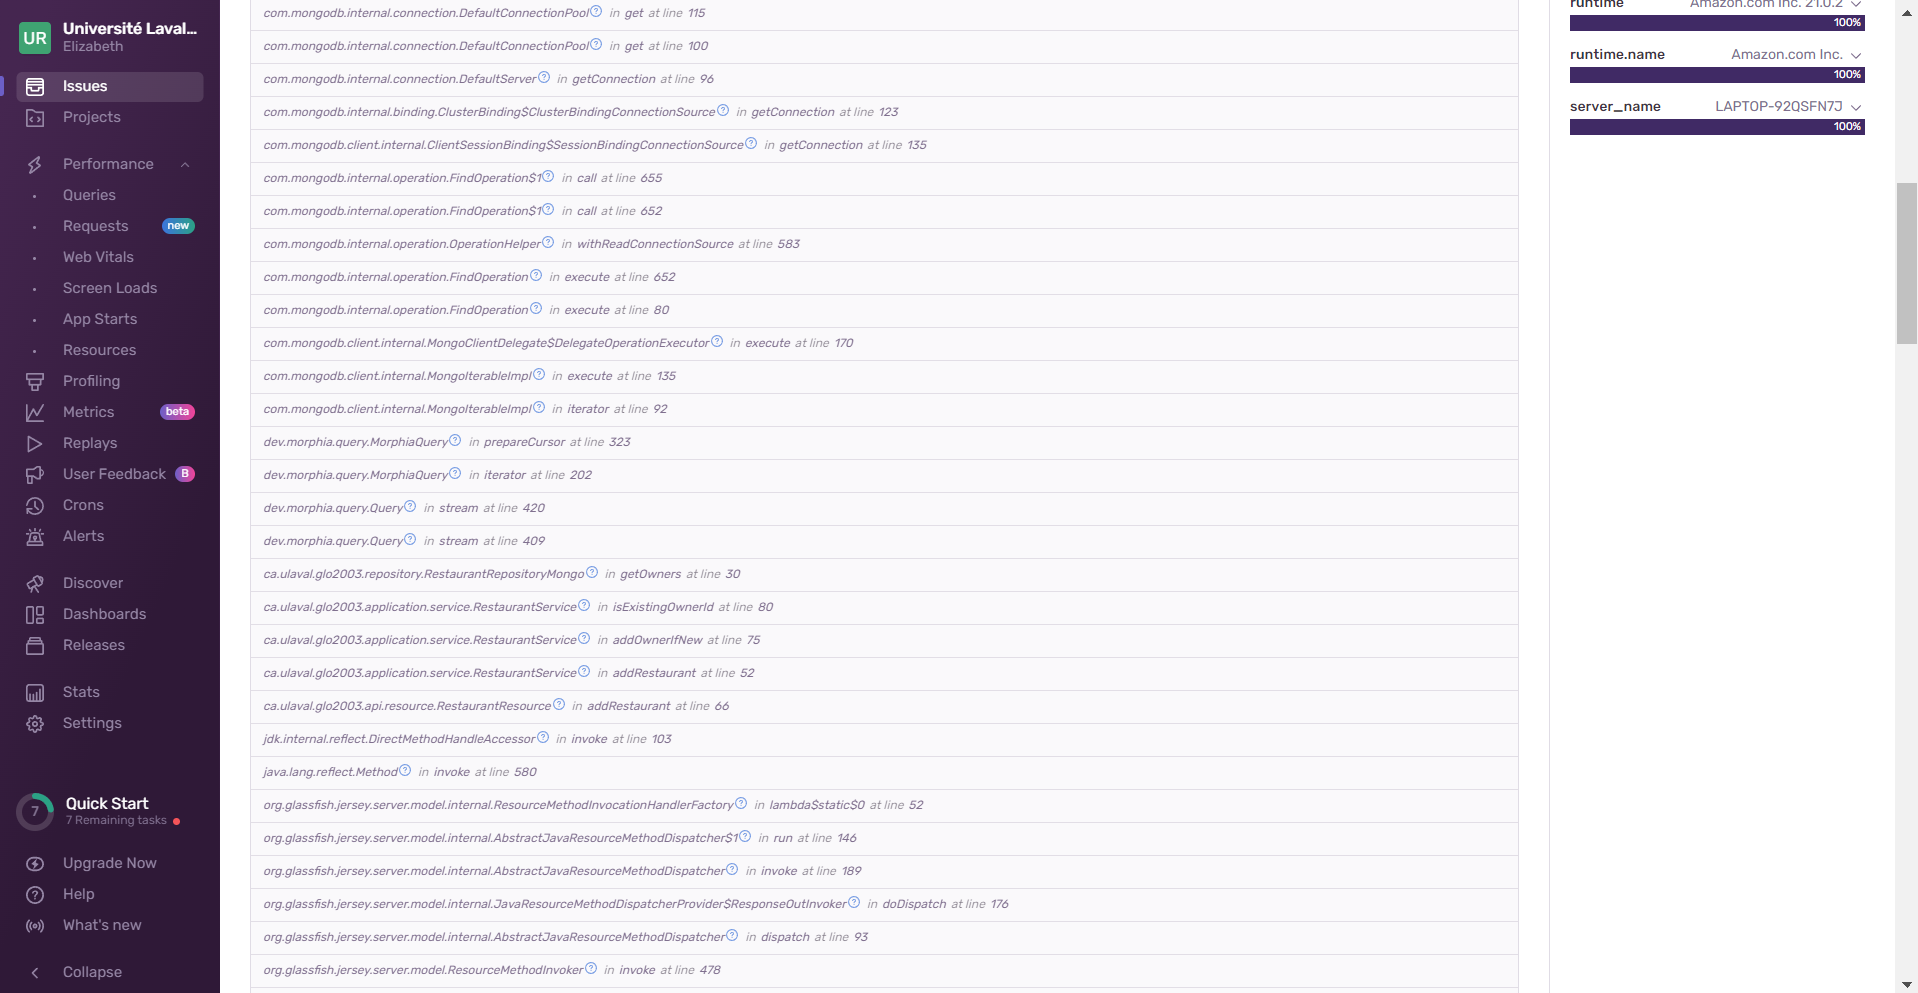 UR
Université Laval...
Elizabeth
Issues
Projects
Performance
Queries
Requests new
Web Vitals
Screen Loads
App Starts
Resources
Profiling
Metrics beta
Replays
User Feedback B
Crons
Alerts
Discover
Dashboards
Releases
Stats
Settings
7
Quick Start
7 Remaining tasks
Upgrade Now
Help
What's new
Collapse
com.mongodb.internal.connection.DefaultConnectionPool in get at line 115
com.mongodb.internal.connection.DefaultConnectionPool in get at line 100
com.mongodb.internal.connection.DefaultServer in getConnection at line 96
com.mongodb.internal.binding.ClusterBinding$ClusterBindingConnectionSource in getConnection at line 123
com.mongodb.client.internal.ClientSessionBinding$SessionBindingConnectionSource in getConnection at line 135
com.mongodb.internal.operation.FindOperation$1 in call at line 655
com.mongodb.internal.operation.FindOperation$1 in call at line 652
com.mongodb.internal.operation.OperationHelper in withReadConnectionSource at line 583
com.mongodb.internal.operation.FindOperation in execute at line 652
com.mongodb.internal.operation.FindOperation in execute at line 80
com.mongodb.client.internal.MongoClientDelegate$DelegateOperationExecutor in execute at line 170
com.mongodb.client.internal.MongoIterableImpl in execute at line 135
com.mongodb.client.internal.MongoIterableImpl in iterator at line 92
dev.morphia.query.MorphiaQuery in prepareCursor at line 323
dev.morphia.query.MorphiaQuery in iterator at line 202
dev.morphia.query.Query in stream at line 420
dev.morphia.query.Query in stream at line 409
ca.ulaval.glo2003.repository.RestaurantRepositoryMongo in getOwners at line 30
ca.ulaval.glo2003.application.service.RestaurantService in isExistingOwnerId at line 80
ca.ulaval.glo2003.application.service.RestaurantService in addOwnerIfNew at line 75
ca.ulaval.glo2003.application.service.RestaurantService in addRestaurant at line 52
ca.ulaval.glo2003.api.resource.RestaurantResource in addRestaurant at line 66
jdk.internal.reflect.DirectMethodHandleAccessor in invoke at line 103
java.lang.reflect.Method in invoke at line 580
org.glassfish.jersey.server.model.internal.ResourceMethodInvocationHandlerFactory in lambda$static$0 at line 52
org.glassfish.jersey.server.model.internal.AbstractJavaResourceMethodDispatcher$1 in run at line 146
org.glassfish.jersey.server.model.internal.AbstractJavaResourceMethodDispatcher in invoke at line 189
org.glassfish.jersey.server.model.internal.JavaResourceMethodDispatcherProvider$ResponseOutInvoker in doDispatch at line 176
org.glassfish.jersey.server.model.internal.AbstractJavaResourceMethodDispatcher in dispatch at line 93
org.glassfish.jersey.server.model.ResourceMethodInvoker in invoke at line 478
runtime Amazon.com Inc. 21.0.2
100%
runtime.name Amazon.com Inc.
100%
server_name LAPTOP-92QSFN7J
100%